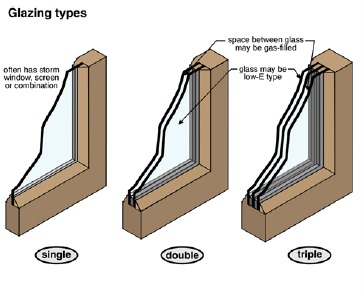 Glazing types
often has storm
window, screen
or combination
space between glass
may be gas-filled
glass may be
low-E type
single
double
triple